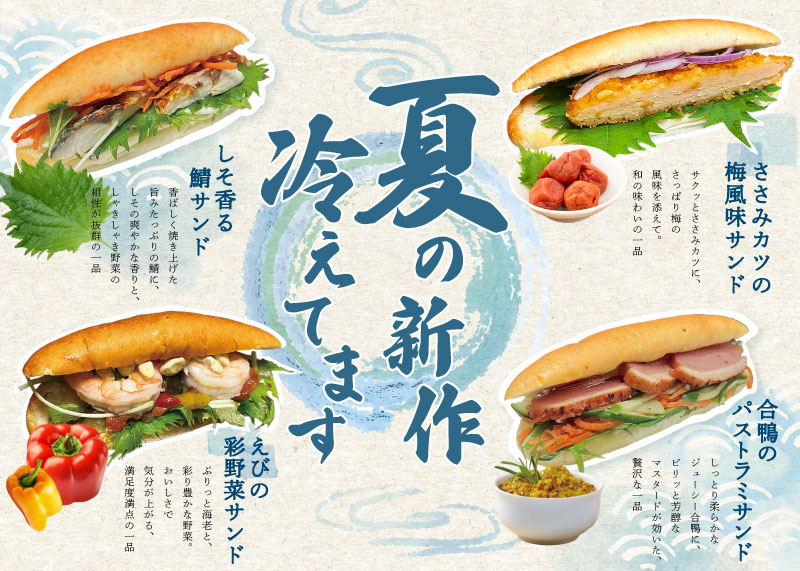 夏の新作
冷えてます
ささみカツの
梅風味サンド
サクッとささみカツに、
さっぱり梅の
風味を添えて。
和の味わいの一品
しそ香る
鯖サンド
香ばしく焼き上げた
旨みたっぷりの鯖に、
しその爽やかな香りと、
しゃきしゃき野菜の
相性が抜群の一品
合鴨の
パストラミサンド
しっとり柔らかな
ジューシー合鴨に、
ピリッと芳醇な
マスタードが効いた、
贅沢な一品
えびの
彩野菜サンド
ぷりっと海老と、
彩り豊かな野菜。
おいしさで
気分が上がる、
満足度満点の一品